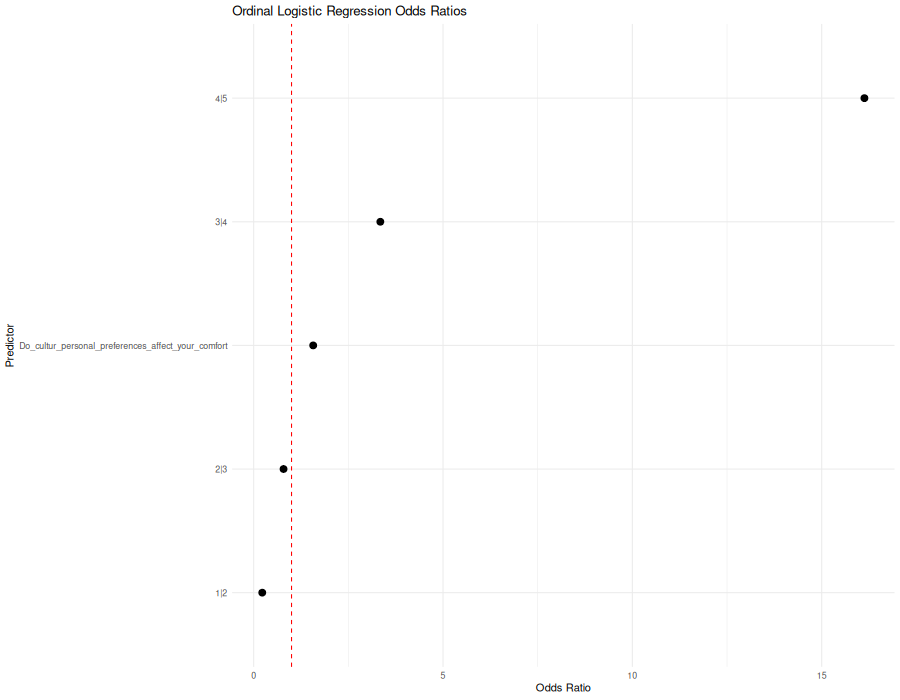 Ordinal Logistic Regression Odds Ratios
4|5
3|4
Do_cultur_personal_preferences_affect_your_comfort
2|3
1|2
Predictor
0 5 10 15
Odds Ratio